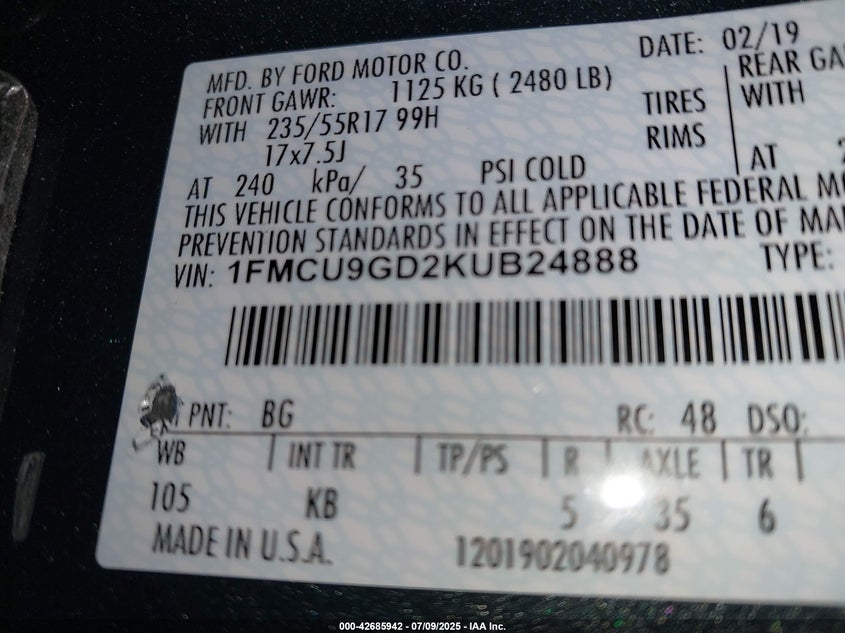 DATE: 02/19
MFD. BY FORD MOTOR CO.
FRONT GAWR: 1125 KG ( 2480 LB) REAR GA
WITH 235/55R17 99H TIRES WITH
17x7.5J RIMS
AT 240 kPa/ 35 PSI COLD AT 2
THIS VEHICLE CONFORMS TO ALL APPLICABLE FEDERAL MO
PREVENTION STANDARDS IN EFFECT ON THE DATE OF MA
VIN: 1FMCU9GD2KUB24888 TYPE:
PNT: BG RC: 48 DSO:
WB | INT TR | TP/PS | R | AXLE | TR |
105 KB 5 35 6
MADE IN U.S.A. 1201902040978
000-42685942 - 07/09/2025 - IAA Inc.